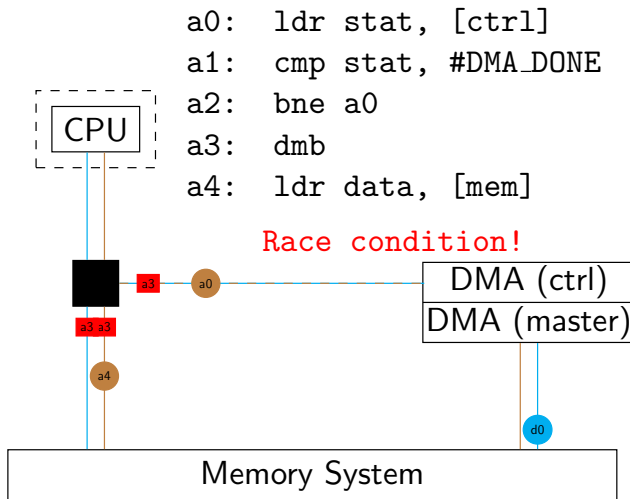 a0: ldr stat, [ctrl]
a1: cmp stat, #DMA_DONE
a2: bne a0
a3: dmb
a4: ldr data, [mem]
CPU
Race condition!
a3 a0
DMA (ctrl)
DMA (master)
a3 a3
a4
d0
Memory System